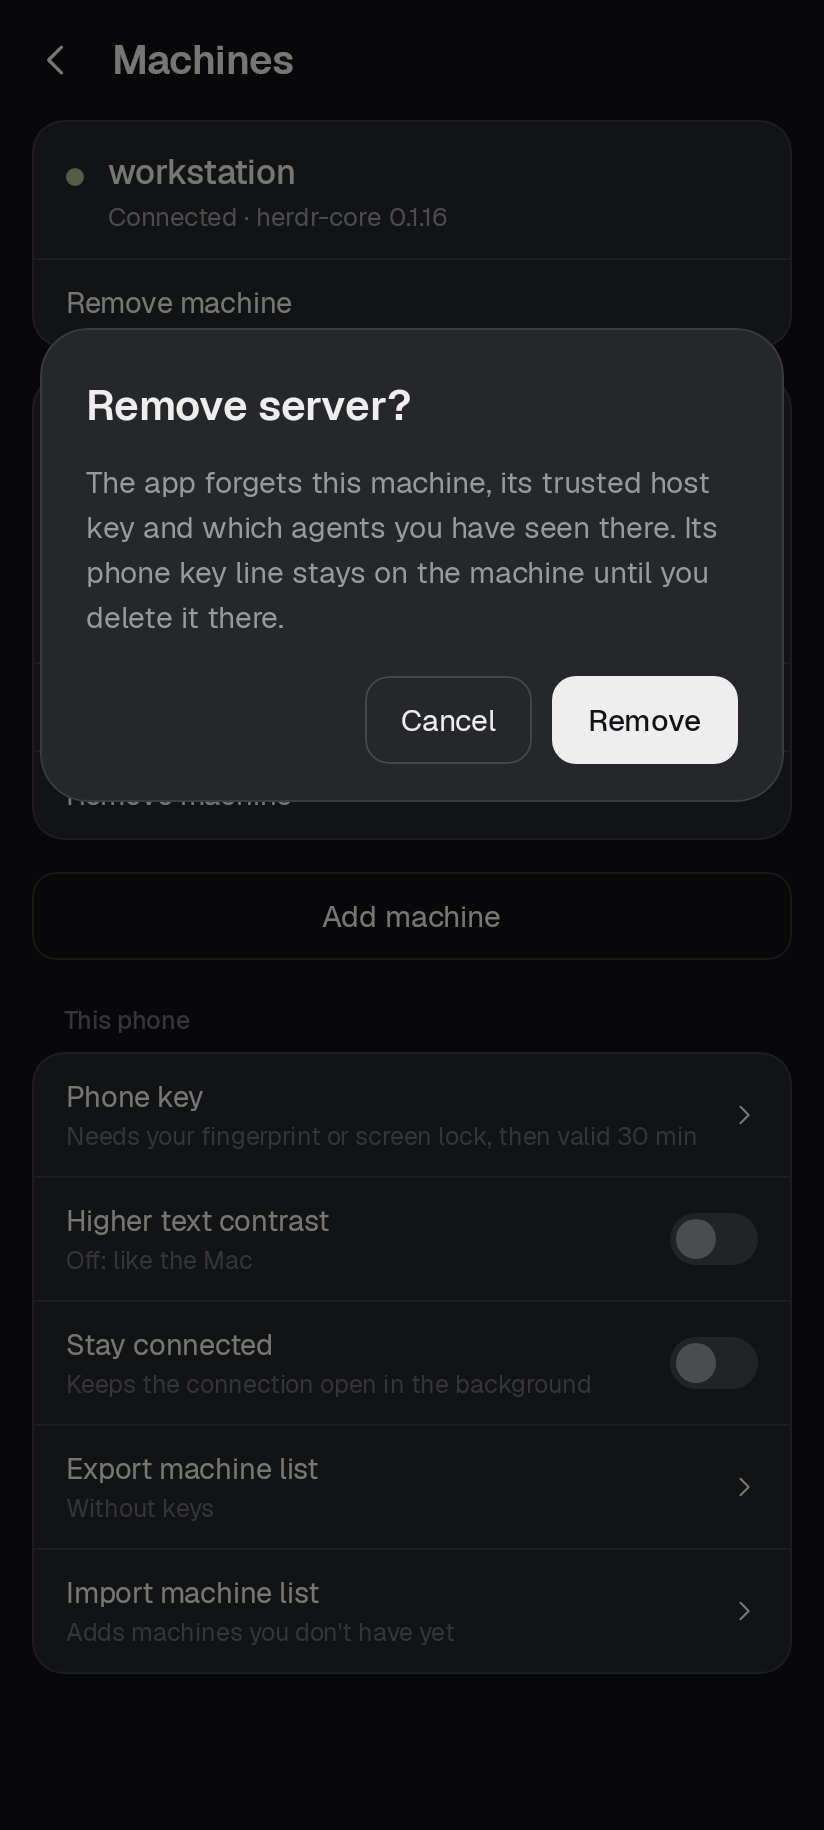 Machines
workstation
Connected · herdr-core 0.1.16
Remove machine
Remove server?
The app forgets this machine, its trusted host
key and which agents you have seen there. Its
phone key line stays on the machine until you
delete it there.
Cancel
Remove
Remove machine
Add machine
This phone
Phone key
Needs your fingerprint or screen lock, then valid 30 min
Higher text contrast
Off: like the Mac
Stay connected
Keeps the connection open in the background
Export machine list
Without keys
Import machine list
Adds machines you don't have yet